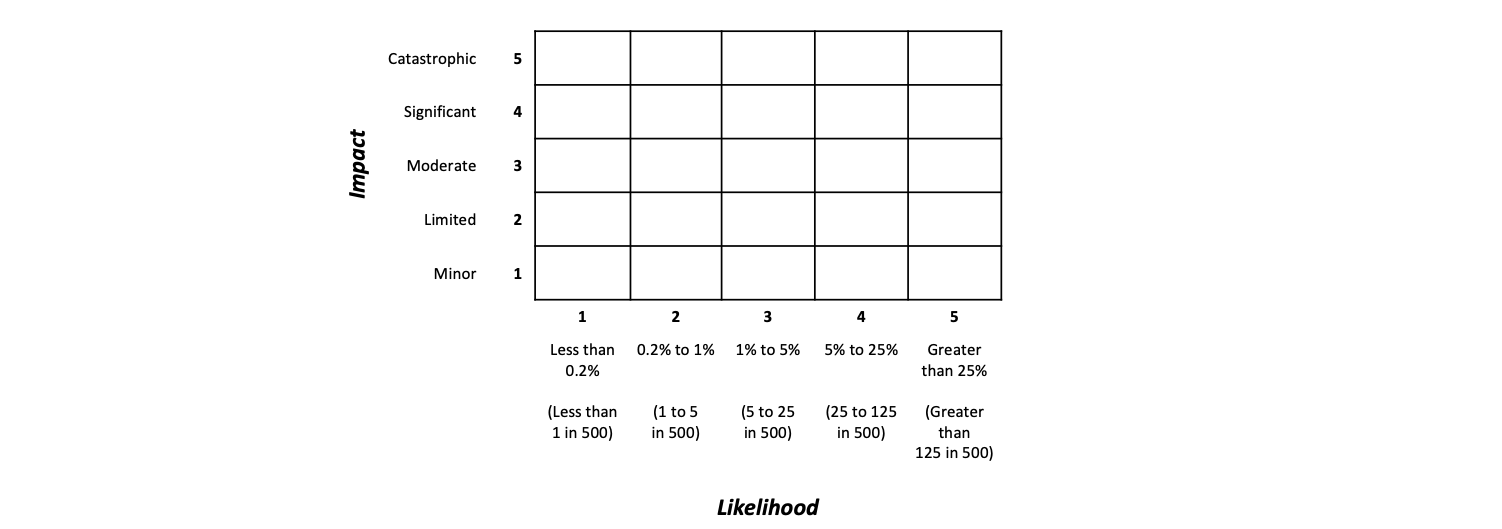 Impact
Catastrophic 5
Significant 4
Moderate 3
Limited 2
Minor 1
1 2 3 4 5
Less than 0.2% to 1% 1% to 5% 5% to 25% Greater
0.2% than 25%
(Less than (1 to 5 (5 to 25 (25 to 125 (Greater
1 in 500) in 500) in 500) in 500) than
125 in 500)
Likelihood